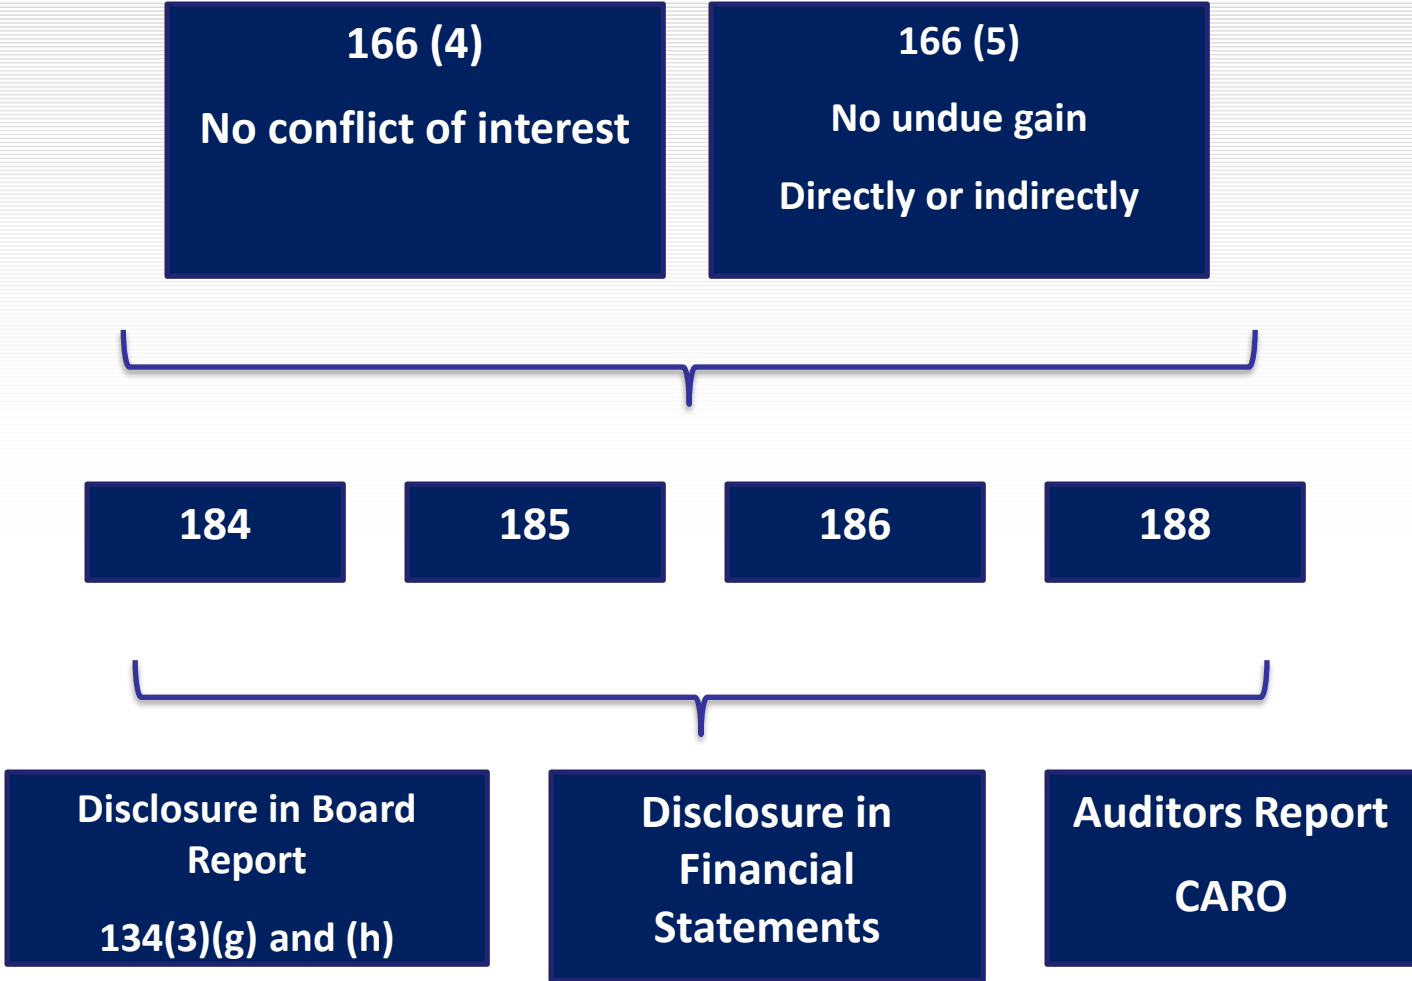 166 (4)
No conflict of interest
166 (5)
No undue gain
Directly or indirectly
184
185
186
188
Disclosure in Board
Report
134(3)(g) and (h)
Disclosure in
Financial
Statements
Auditors Report
CARO